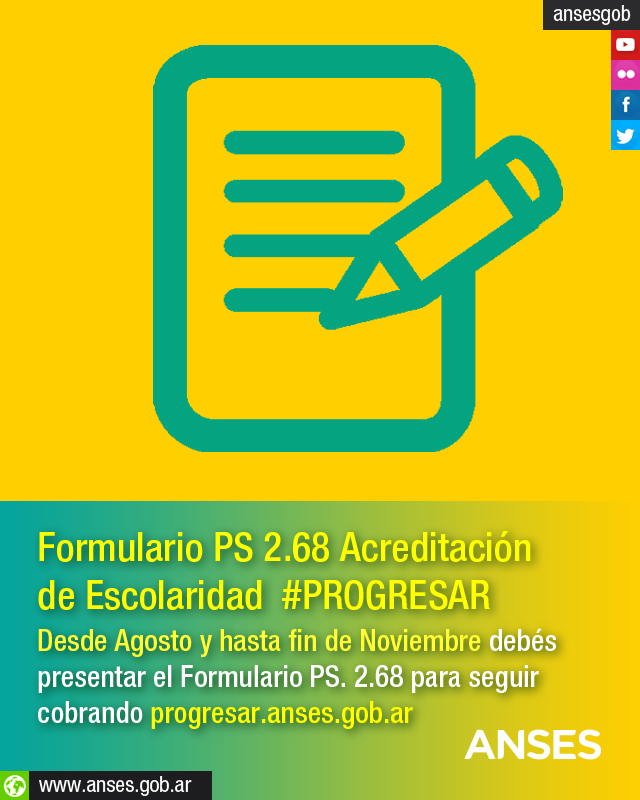 ansesgob
Formulario PS 2.68 Acreditación
de Escolaridad #PROGRESAR
Desde Agosto y hasta fin de Noviembre debés
presentar el Formulario PS. 2.68 para seguir
cobrando progresar.anses.gob.ar
ANSES
www.anses.gob.ar